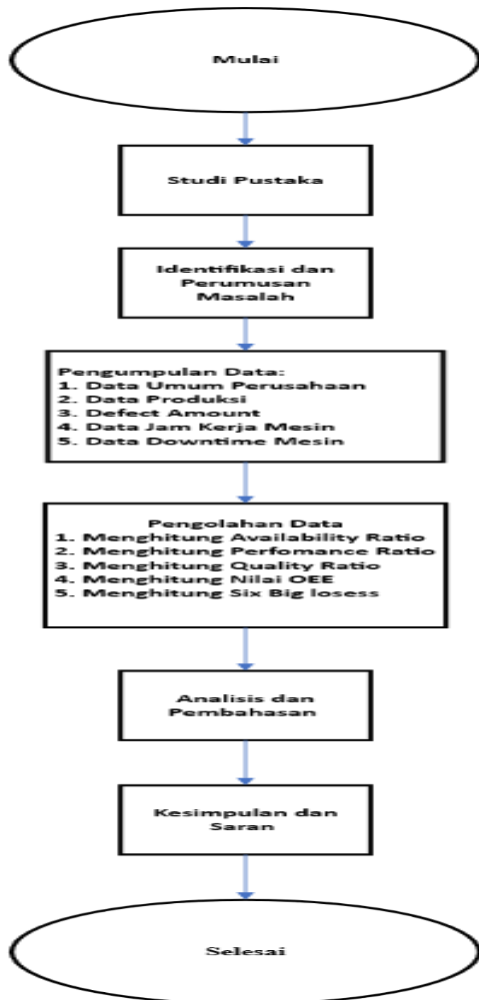 Mulai
Studi Pustaka
Identifikasi dan
Perumusan
Masalah
Pengumpulan Data:
1. Data Umum Perusahaan
2. Data Produksi
3. Defect Amount
4. Data Jam Kerja Mesin
5. Data Downtime Mesin
Pengolahan Data
1. Menghitung Availability Ratio
2. Menghitung Perfomance Ratio
3. Menghitung Quality Ratio
4. Menghitung Nilai OEE
5. Menghitung Six Big losess
Analisis dan
Pembahasan
Kesimpulan dan
Saran
Selesai